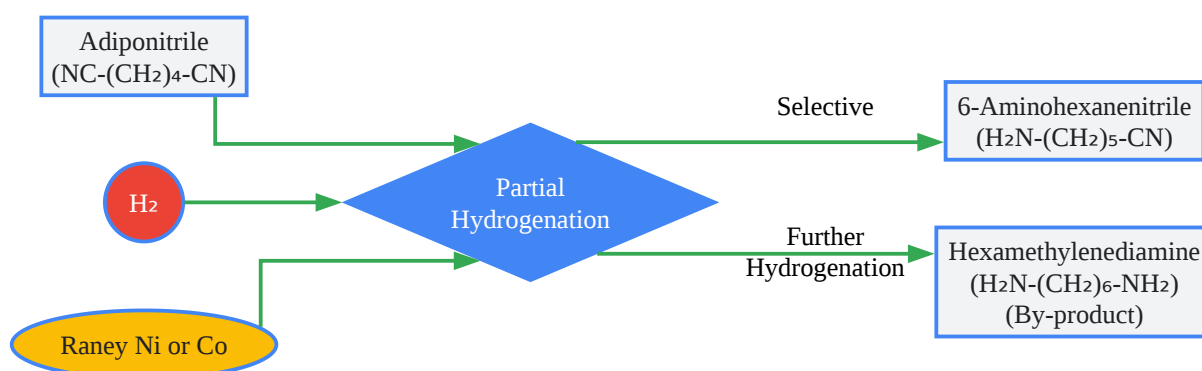 Adiponitrile
(NC-(CH₂)₄-CN)
H₂
Raney Ni or Co
Partial
Hydrogenation
Selective
Further
Hydrogenation
6-Aminohexanenitrile
(H₂N-(CH₂)₅-CN)
Hexamethylenediamine
(H₂N-(CH₂)₆-NH₂)
(By-product)